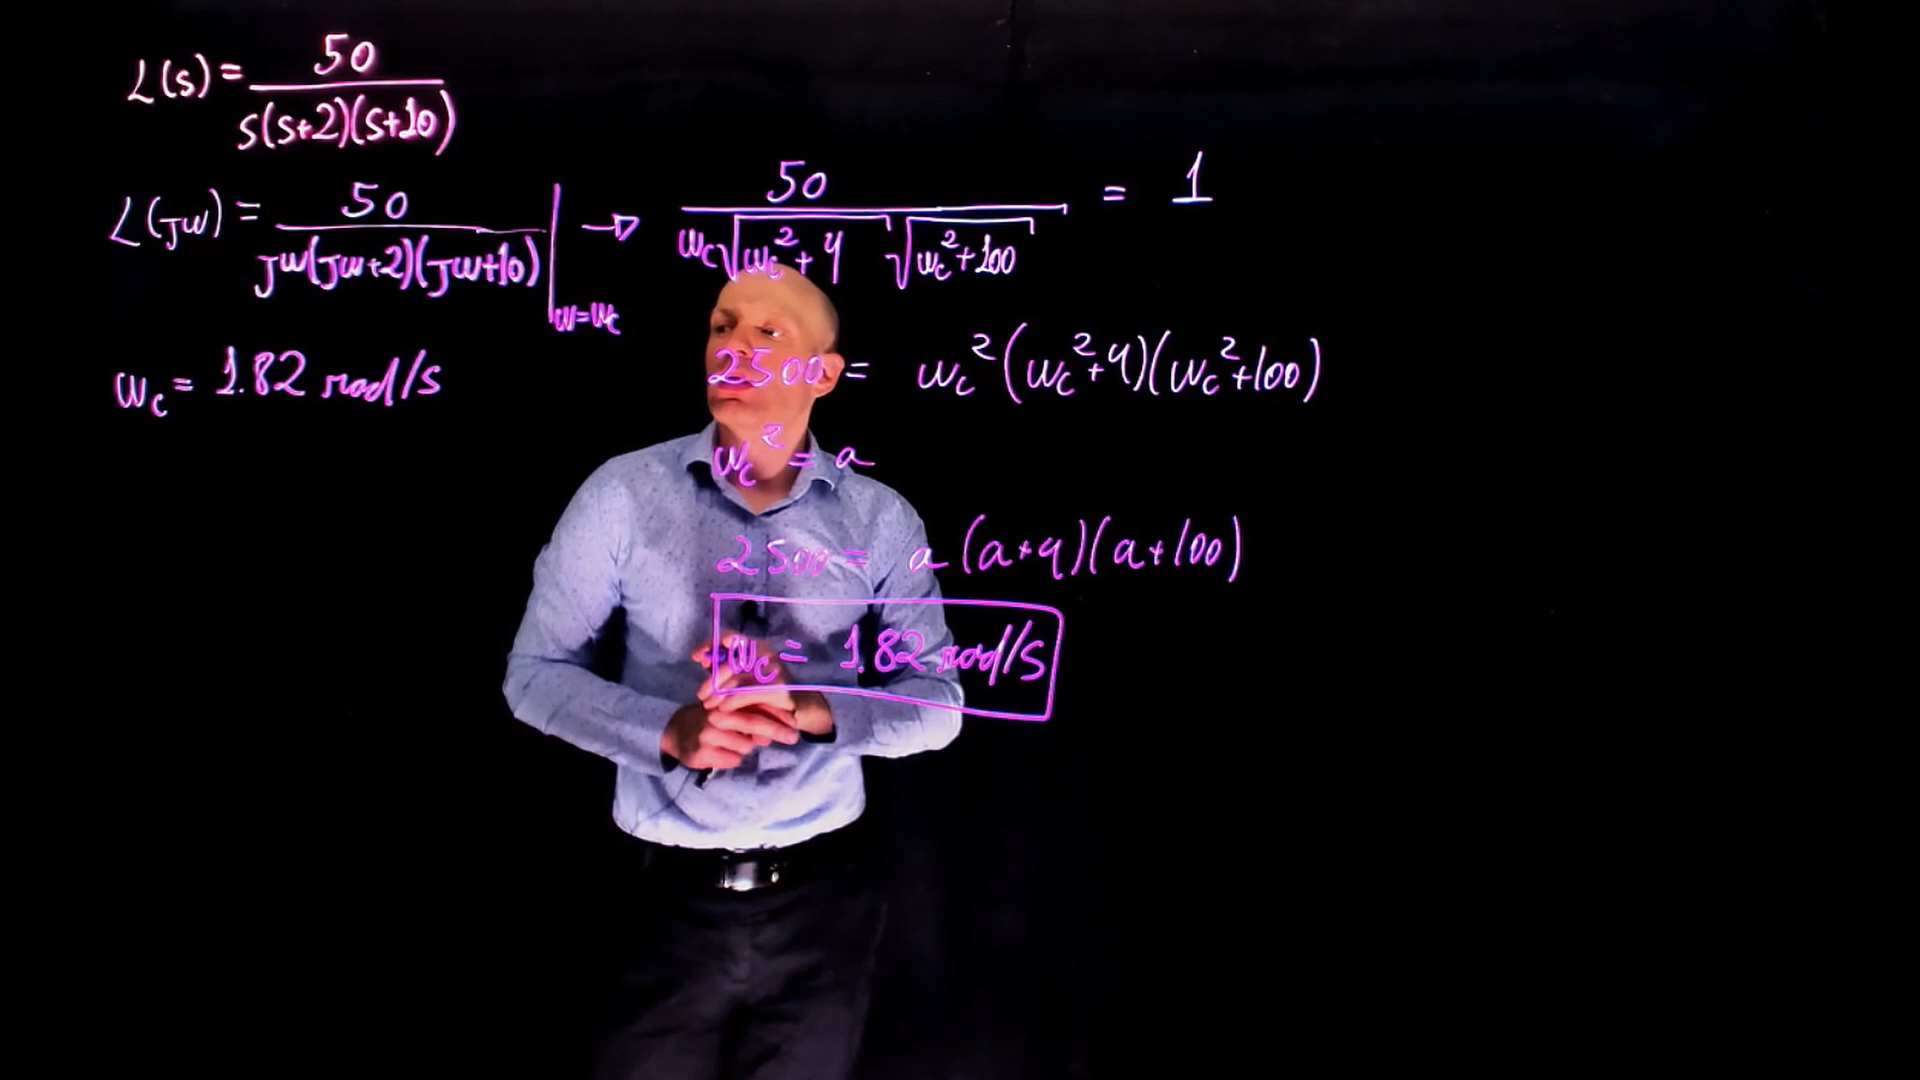 L(s) = 50 / s(s+2)(s+10)
L(jw) = 50 / jw(jw+2)(jw+10) | w=wc → 50 / wc√(wc²+4) √(wc²+100) = 1
wc = 1.82 rad/s
2500 = wc²(wc²+4)(wc²+100)
wc² = a
2500 = a(a+4)(a+100)
wc = 1.82 rad/s